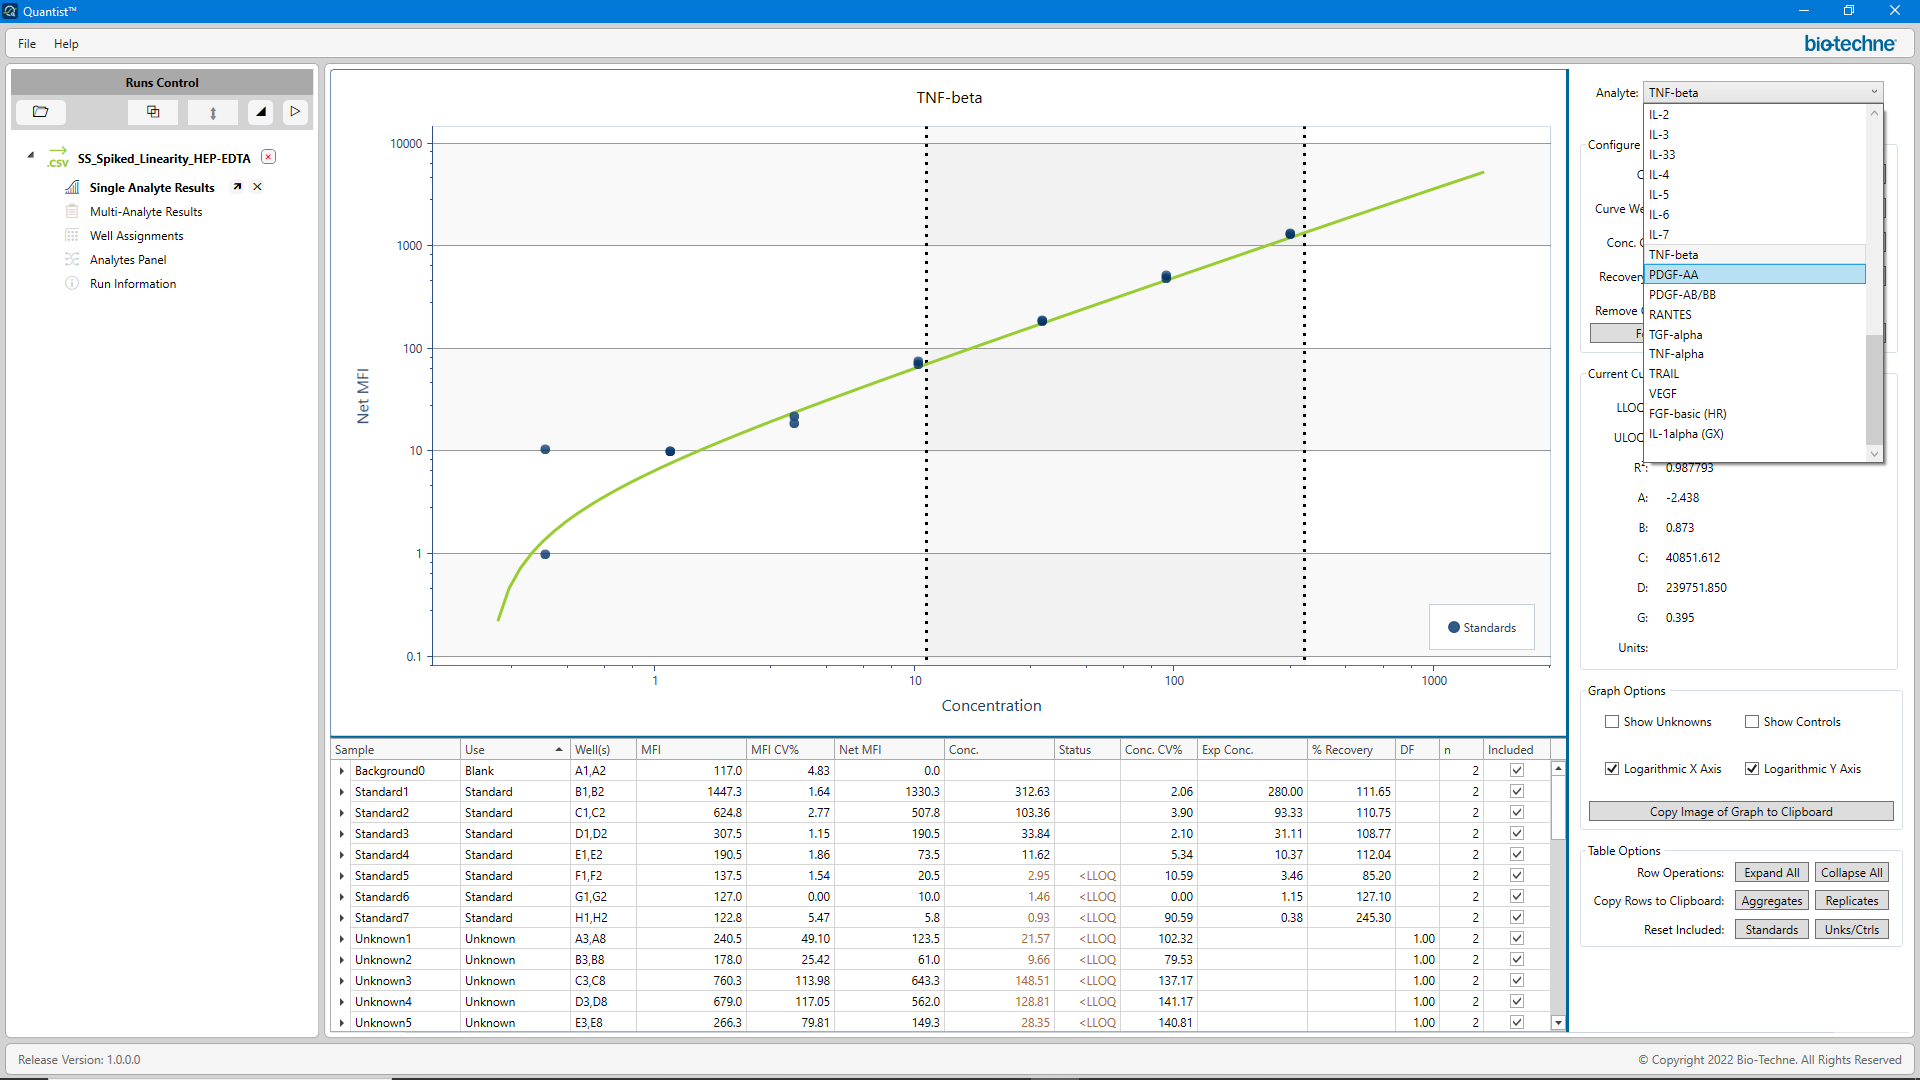 Quantist™
File Help
bio-techne®
Runs Control
.CSV SS_Spiked_Linearity_HEP-EDTA
Single Analyte Results
Multi-Analyte Results
Well Assignments
Analytes Panel
Run Information
TNF-beta
Net MFI
10000
1000
100
10
1
0.1
1 10 100 1000
Concentration
Standards
Analyte: TNF-beta
IL-2
IL-3
IL-33
IL-4
IL-5
IL-6
IL-7
TNF-beta
PDGF-AA
PDGF-AB/BB
RANTES
TGF-alpha
TNF-alpha
TRAIL
VEGF
FGF-basic (HR)
IL-1alpha (GX)
Configure
Curve We
Conc.
Recovery
Remove
Current Cu
LLOQ
ULOQ
R²: 0.987793
A: -2.438
B: 0.873
C: 40851.612
D: 239751.850
G: 0.395
Units:
Graph Options
Show Unknowns Show Controls
Logarithmic X Axis Logarithmic Y Axis
Copy Image of Graph to Clipboard
Table Options
Row Operations: Expand All Collapse All
Copy Rows to Clipboard: Aggregates Replicates
Reset Included: Standards Unks/Ctrls
Sample Use Well(s) MFI MFI CV% Net MFI Conc. Status Conc. CV% Exp Conc. % Recovery DF n Included
Background0 Blank A1,A2 117.0 4.83 0.0 2
Standard1 Standard B1,B2 1447.3 1.64 1330.3 312.63 2.06 280.00 111.65 2
Standard2 Standard C1,C2 624.8 2.77 507.8 103.36 3.90 93.33 110.75 2
Standard3 Standard D1,D2 307.5 1.15 190.5 33.84 2.10 31.11 108.77 2
Standard4 Standard E1,E2 190.5 1.86 73.5 11.62 5.34 10.37 112.04 2
Standard5 Standard F1,F2 137.5 1.54 20.5 2.95 <LLOQ 10.59 3.46 85.20 2
Standard6 Standard G1,G2 127.0 0.00 10.0 1.46 <LLOQ 0.00 1.15 127.10 2
Standard7 Standard H1,H2 122.8 5.47 5.8 0.93 <LLOQ 90.59 0.38 245.30 2
Unknown1 Unknown A3,A8 240.5 49.10 123.5 21.57 <LLOQ 102.32 1.00 2
Unknown2 Unknown B3,B8 178.0 25.42 61.0 9.66 <LLOQ 79.53 1.00 2
Unknown3 Unknown C3,C8 760.3 113.98 643.3 148.51 <LLOQ 137.17 1.00 2
Unknown4 Unknown D3,D8 679.0 117.05 562.0 128.81 <LLOQ 141.17 1.00 2
Unknown5 Unknown E3,E8 266.3 79.81 149.3 28.35 <LLOQ 140.81 1.00 2
Release Version: 1.0.0.0
© Copyright 2022 Bio-Techne. All Rights Reserved